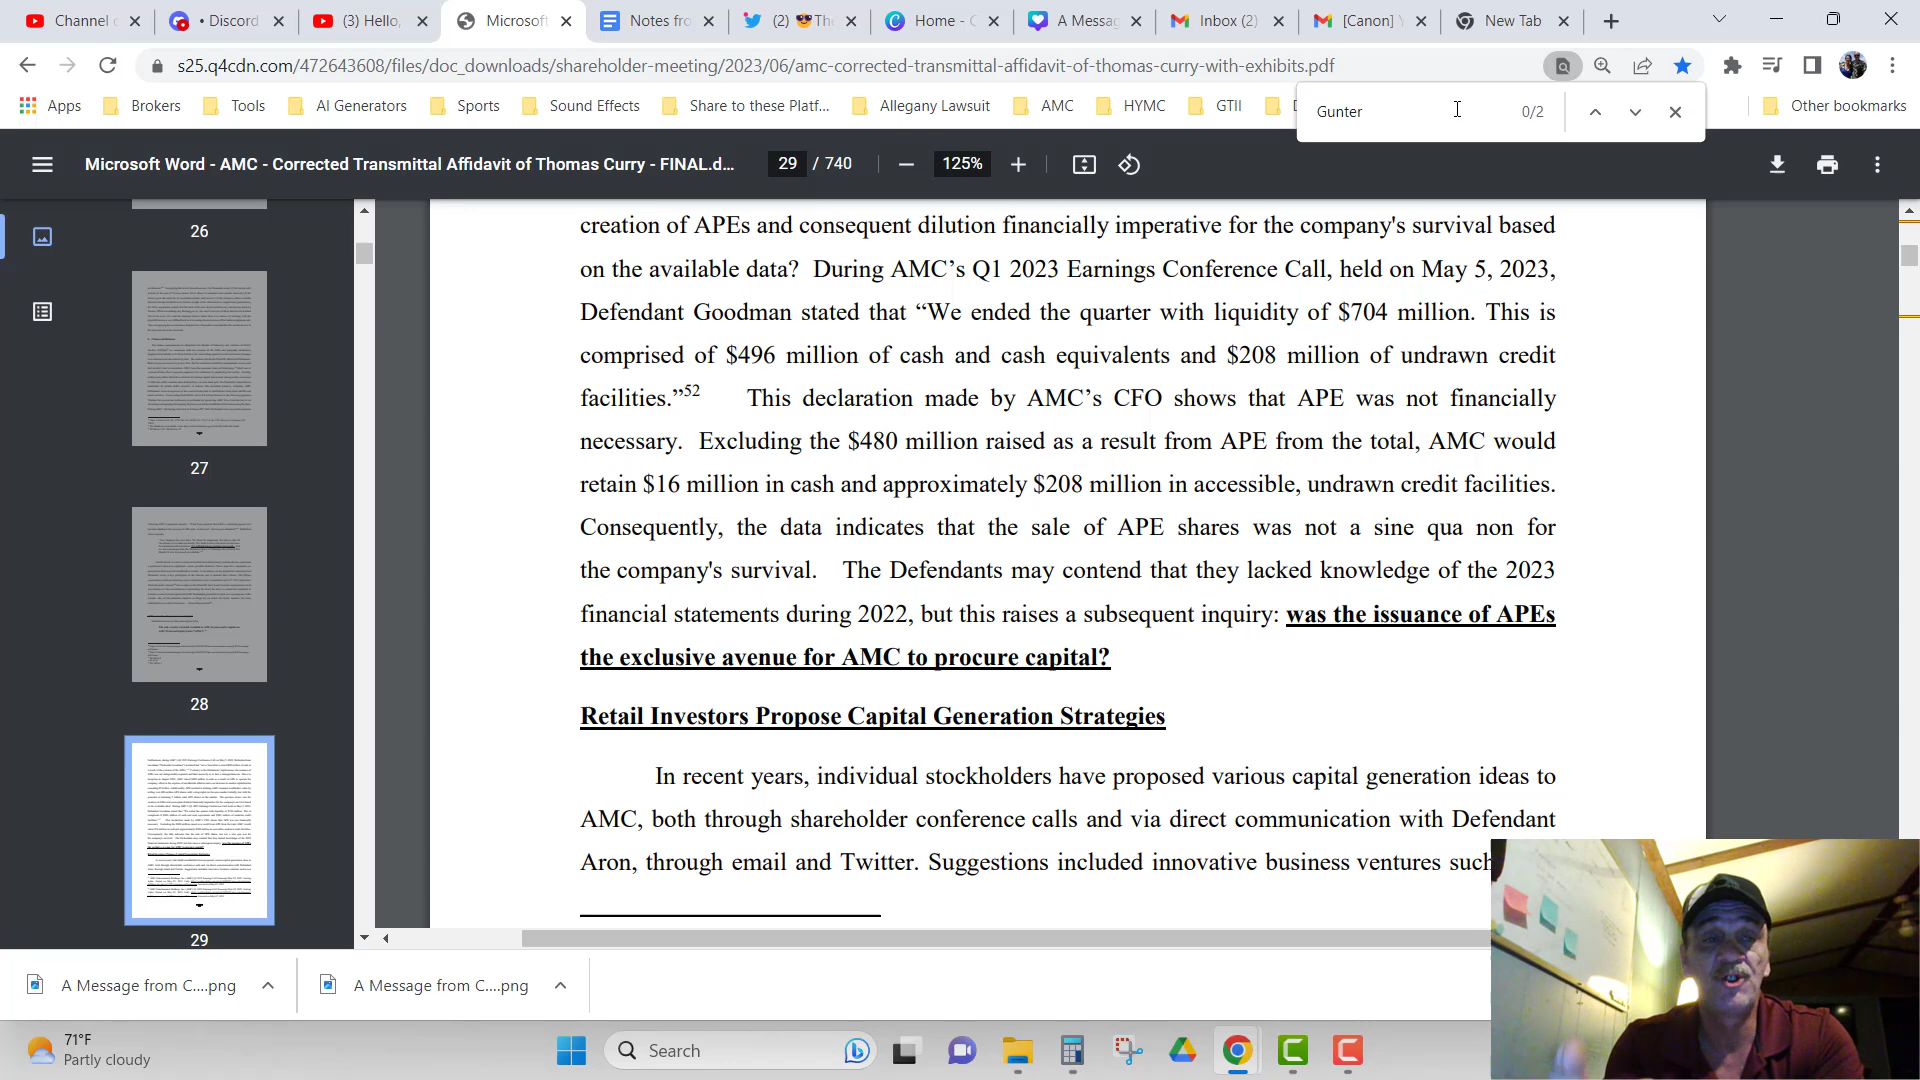 Channel d
• Discord
(3) Hello,
Microsoft
Notes fro
(2) 😎The
Home - C
A Messag
Inbox (2)
[Canon] Y
New Tab
s25.q4cdn.com/472643608/files/doc_downloads/shareholder-meeting/2023/06/amc-corrected-transmittal-affidavit-of-thomas-curry-with-exhibits.pdf
Apps
Brokers
Tools
AI Generators
Sports
Sound Effects
Share to these Platf...
Allegany Lawsuit
AMC
HYMC
GTII
Other bookmarks
Gunter
0/2
Microsoft Word - AMC - Corrected Transmittal Affidavit of Thomas Curry - FINAL.d...
29 / 740
125%
26
27
28
29
creation of APEs and consequent dilution financially imperative for the company's survival based
on the available data? During AMC’s Q1 2023 Earnings Conference Call, held on May 5, 2023,
Defendant Goodman stated that “We ended the quarter with liquidity of $704 million. This is
comprised of $496 million of cash and cash equivalents and $208 million of undrawn credit
facilities.”52 This declaration made by AMC’s CFO shows that APE was not financially
necessary. Excluding the $480 million raised as a result from APE from the total, AMC would
retain $16 million in cash and approximately $208 million in accessible, undrawn credit facilities.
Consequently, the data indicates that the sale of APE shares was not a sine qua non for
the company's survival. The Defendants may contend that they lacked knowledge of the 2023
financial statements during 2022, but this raises a subsequent inquiry: was the issuance of APEs
the exclusive avenue for AMC to procure capital?
Retail Investors Propose Capital Generation Strategies
In recent years, individual stockholders have proposed various capital generation ideas to
AMC, both through shareholder conference calls and via direct communication with Defendant
Aron, through email and Twitter. Suggestions included innovative business ventures such
A Message from C....png
A Message from C....png
71°F
Partly cloudy
Search